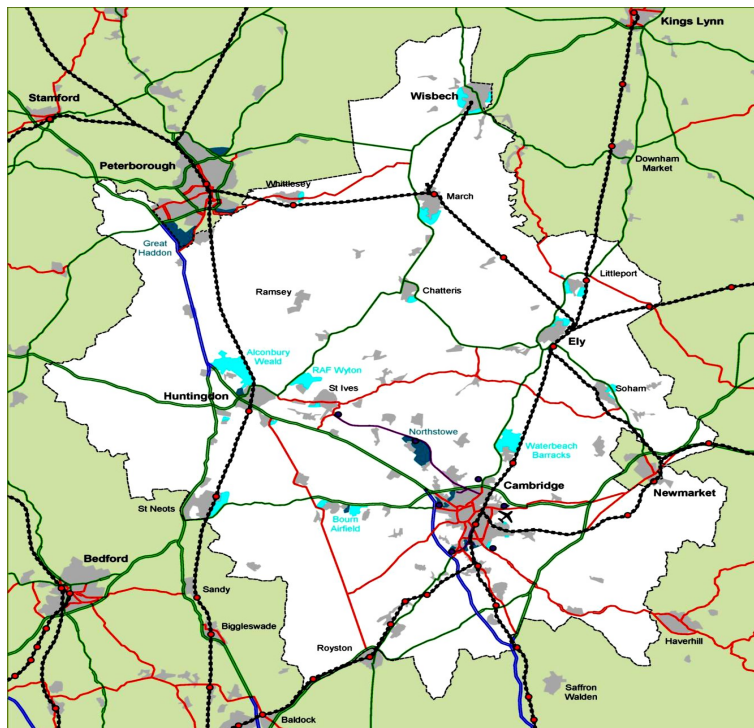 Kings Lynn
Stamford
Wisbech
Peterborough
Downham
Market
Whittlesey
March
Great
Haddon
Littleport
Ramsey
Chatteris
Ely
Alconbury
Weald
RAF Wyton
Huntingdon
St Ives
Soham
Northstowe
Waterbeach
Barracks
Cambridge
Newmarket
St Neots
Bourn
Airfield
Bedford
Sandy
Biggleswade
Royston
Haverhill
Saffron
Walden
Baldock